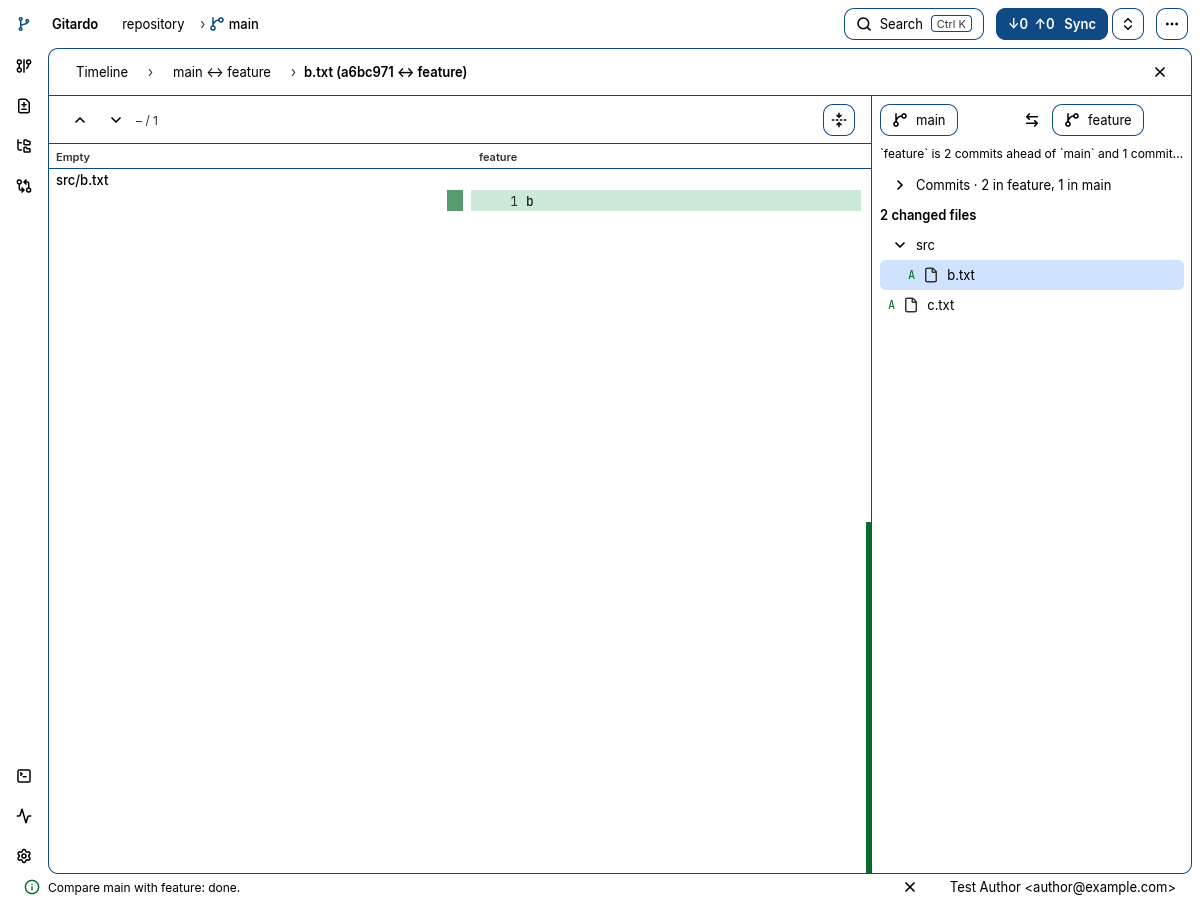 Gitardo repository › main Search Ctrl K ↓0 ↑0 Sync
Timeline › main ↔ feature › b.txt (a6bc971 ↔ feature)
– / 1
main feature
Empty feature
`feature` is 2 commits ahead of `main` and 1 commit...
src/b.txt
Commits · 2 in feature, 1 in main
1 b
2 changed files
src
A b.txt
A c.txt
Compare main with feature: done.
Test Author <author@example.com>